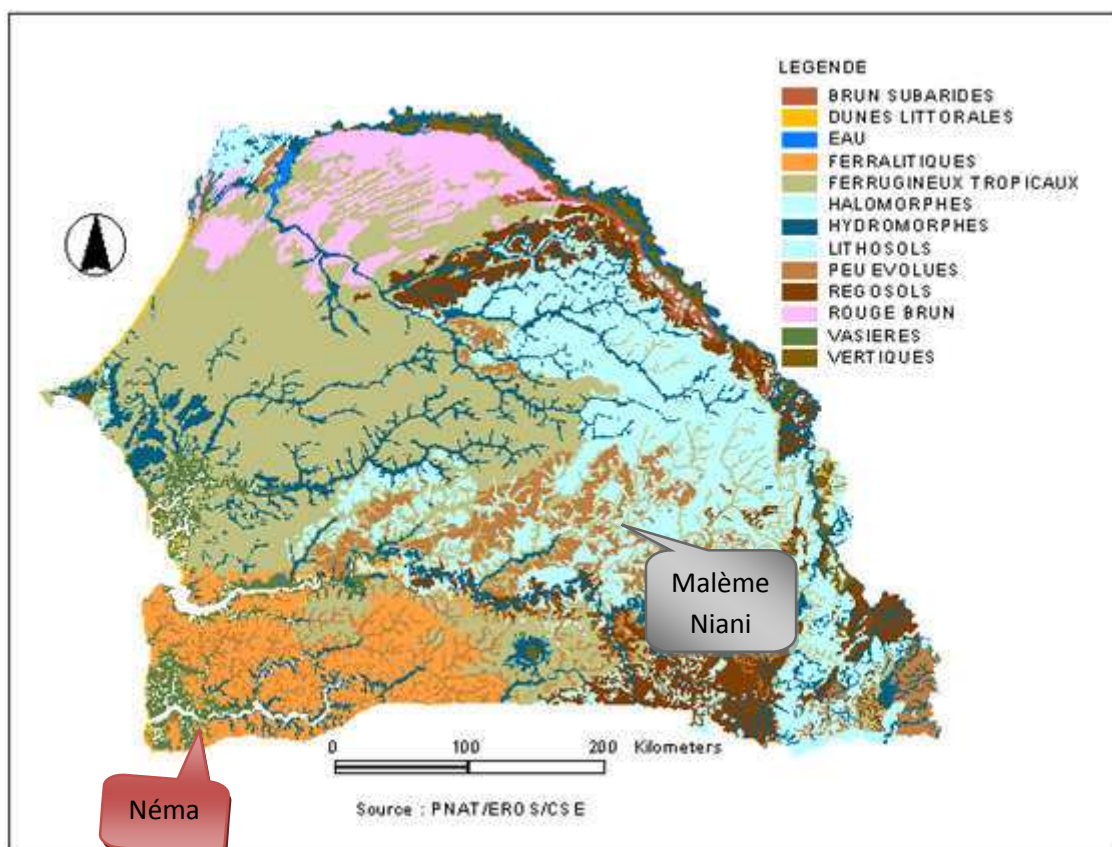 LEGENDE
BRUN SUBARIDES
DUNES LITTORALES
EAU
FERRALITIQUES
FERRUGINEUX TROPICAUX
HALOMORPHES
HYDROMORPHES
LITHOSOLS
PEU EVOLUES
REGOSOLS
ROUGE BRUN
VASIERES
VERTIQUES
Malème
Niani
0 100 200 Kilometers
Néma
Source : PNAT/EROS/CSE